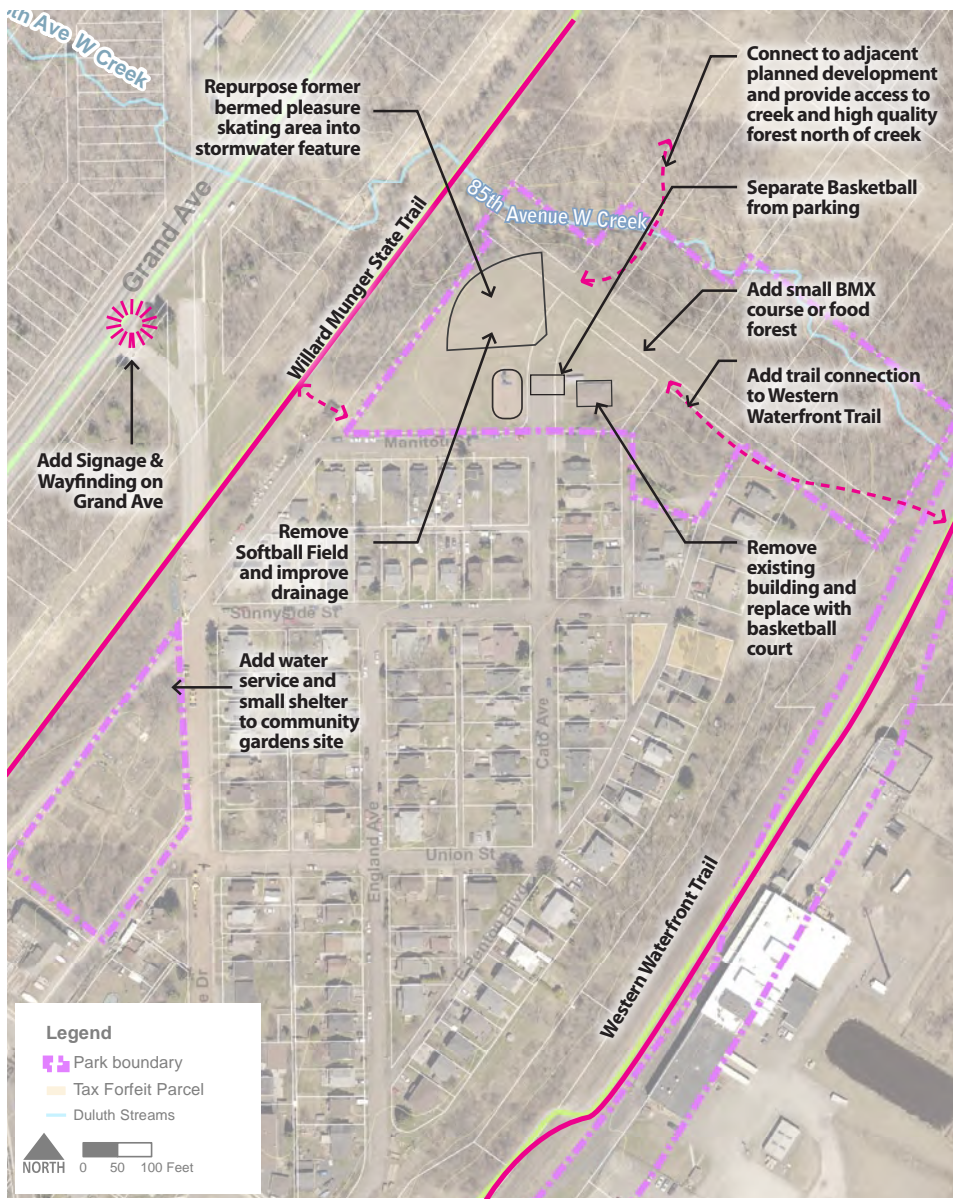 th Ave W Creek
Repurpose former
bermed pleasure
skating area into
stormwater feature
Connect to adjacent
planned development
and provide access to
creek and high quality
forest north of creek
Separate Basketball
from parking
85th Avenue W Creek
Grand Ave
Willard Munger State Trail
Add small BMX
course or food
forest
Add trail connection
to Western
Waterfront Trail
Manitou St
Add Signage &
Wayfinding on
Grand Ave
Remove
Softball Field
and improve
drainage
Remove
existing
building and
replace with
basketball
court
Sunnyside St
Add water
service and
small shelter
to community
gardens site
Cato Ave
England Ave
Union St
E Penton Blvd
Western Waterfront Trail
e Dr
Legend
Park boundary
Tax Forfeit Parcel
Duluth Streams
NORTH
0 50 100 Feet